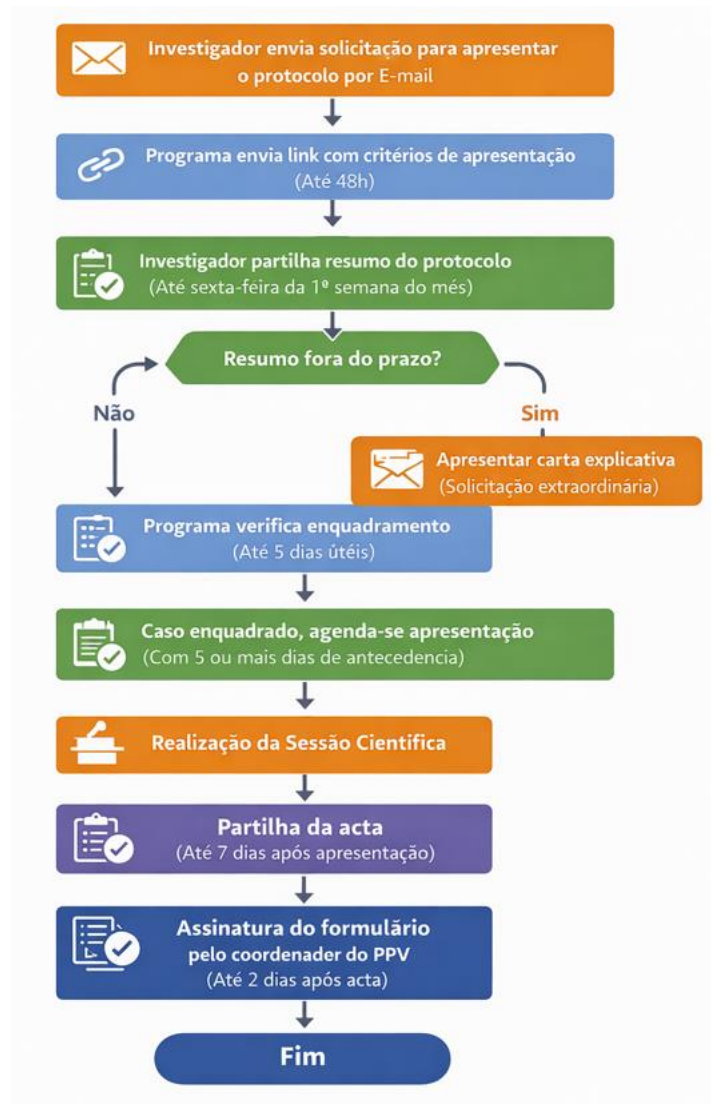 Investigador envia solicitação para apresentar
o protocolo por E-mail
Programa envia link com critérios de apresentação
(Até 48h)
Investigador partilha resumo do protocolo
(Até sexta-feira da 1ª semana do més)
Resumo fora do prazo?
Não
Sim
Apresentar carta explicativa
(Solicitação extraordinária)
Programa verifica enquadramento
(Até 5 dias útéis)
Caso enquadrado, agenda-se apresentação
(Com 5 ou mais dias de antecedencia)
Realização da Sessão Cientifica
Partilha da acta
(Até 7 dias após apresentação)
Assinatura do formulário
pelo coordenader do PPV
(Até 2 dias após acta)
Fim